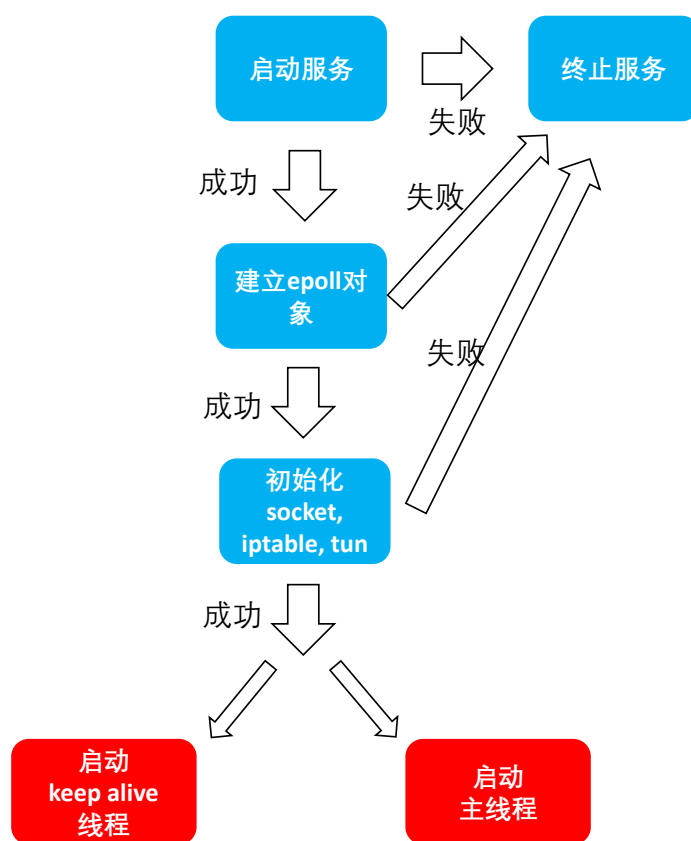 启动服务
终止服务
失败
成功
失败
建立epoll对
象
失败
成功
初始化
socket,
iptable, tun
成功
启动
keep alive
线程
启动
主线程